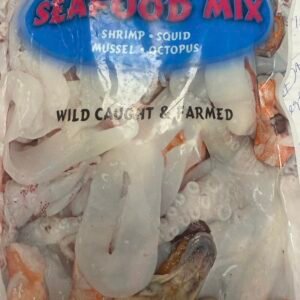 SEAFOOD MIX
SHRIMP • SQUID
MUSSEL • OCTOPUS
WILD CAUGHT & FARMED